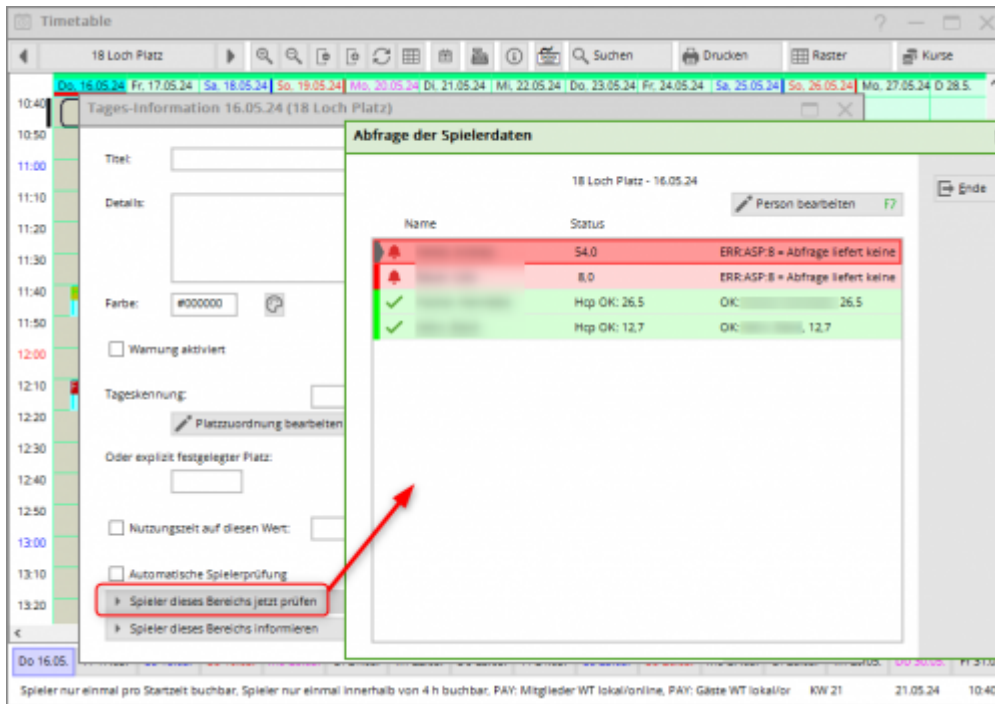 Timetable
18 Loch Platz Suchen Drucken Raster Kurse
Do. 16.05.24 Fr. 17.05.24 Sa. 18.05.24 So. 19.05.24 Mo. 20.05.24 Di. 21.05.24 Mi. 22.05.24 Do. 23.05.24 Fr. 24.05.24 Sa. 25.05.24 So. 26.05.24 Mo. 27.05.24 D 28.5.
10:40
Tages-Information 16.05.24 (18 Loch Platz)
10:50
Abfrage der Spielerdaten
11:00
Titel:
18 Loch Platz - 16.05.24
Ende
11:10
Details:
Person bearbeiten F7
11:20
Name Status
11:30
54,0 ERR:ASP:8 = Abfrage liefert keine
8,0 ERR:ASP:8 = Abfrage liefert keine
11:40
Farbe: #000000
Hcp OK: 26,5 OK: 26,5
11:50
Hcp OK: 12,7 OK: , 12,7
12:00
Warnung aktiviert
12:10
Tageskennung:
12:20
Platzzuordnung bearbeiten
12:30
Oder explizit festgelegter Platz:
12:40
12:50
Nutzungszeit auf diesen Wert:
13:00
13:10
Automatische Spielerprüfung
13:20
Spieler dieses Bereichs jetzt prüfen
Spieler dieses Bereichs informieren
Do 16.05.
Spieler nur einmal pro Startzeit buchbar, Spieler nur einmal innerhalb von 4 h buchbar, PAY: Mitglieder WT lokal/online, PAY: Gäste WT lokal/or KW 21 21.05.24 10:40